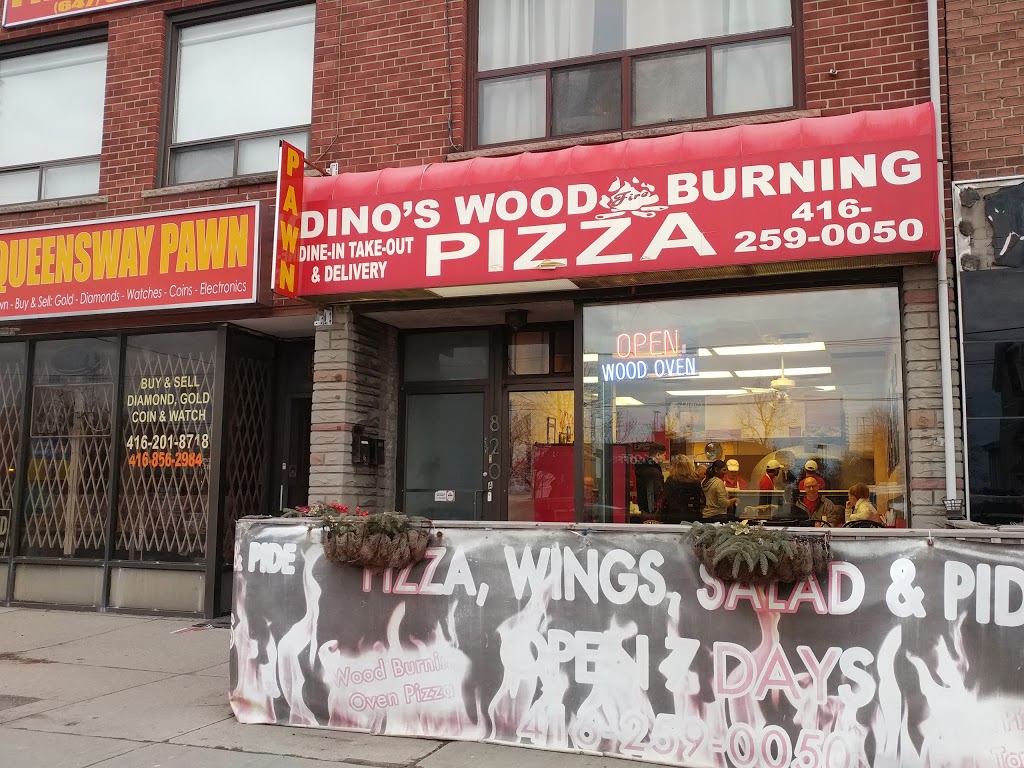 (647)
QUEENSWAY PAWN
Buy & Sell: Gold - Diamonds - Watches - Coins - Electronics
PAWN
DINO'S WOOD Fire BURNING
DINE-IN TAKE-OUT
& DELIVERY
PIZZA
416-
259-0050
BUY & SELL
DIAMOND, GOLD
COIN & WATCH
416-201-8718
416-856-2984
OPEN
WOOD OVEN
820
& PIDE
PIZZA, WINGS, SALAD & PID
OPEN 7 DAYS
Wood Burning
Oven Pizza
416-259-0050